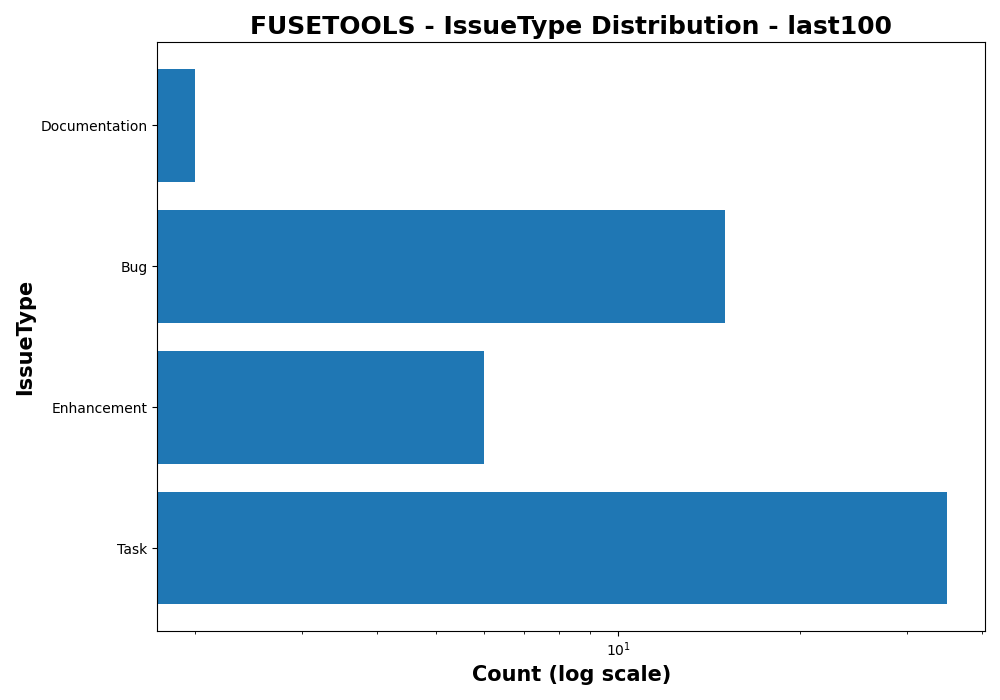 FUSETOOLS - IssueType Distribution - last100
Documentation
Bug
Enhancement
Task
IssueType
10¹
Count (log scale)